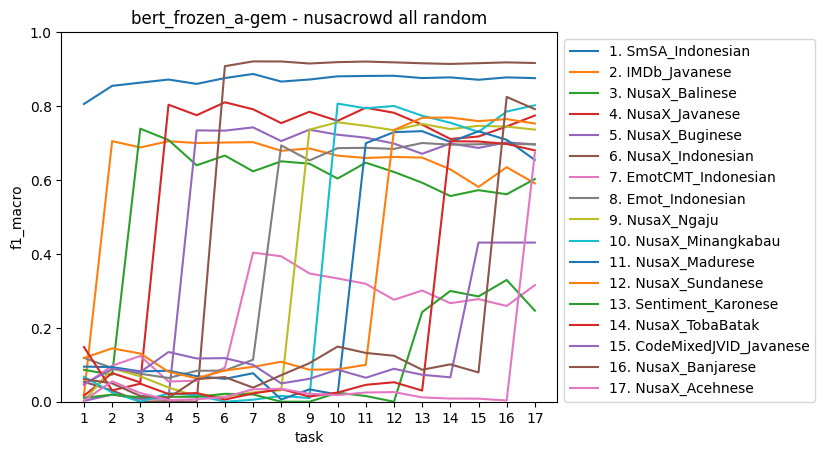 bert_frozen_a-gem - nusacrowd all random
1.0
0.8
0.6
0.4
0.2
0.0
f1_macro
1 2 3 4 5 6 7 8 9 10 11 12 13 14 15 16 17
task
1. SmSA_Indonesian
2. IMDb_Javanese
3. NusaX_Balinese
4. NusaX_Javanese
5. NusaX_Buginese
6. NusaX_Indonesian
7. EmotCMT_Indonesian
8. Emot_Indonesian
9. NusaX_Ngaju
10. NusaX_Minangkabau
11. NusaX_Madurese
12. NusaX_Sundanese
13. Sentiment_Karonese
14. NusaX_TobaBatak
15. CodeMixedJVID_Javanese
16. NusaX_Banjarese
17. NusaX_Acehnese